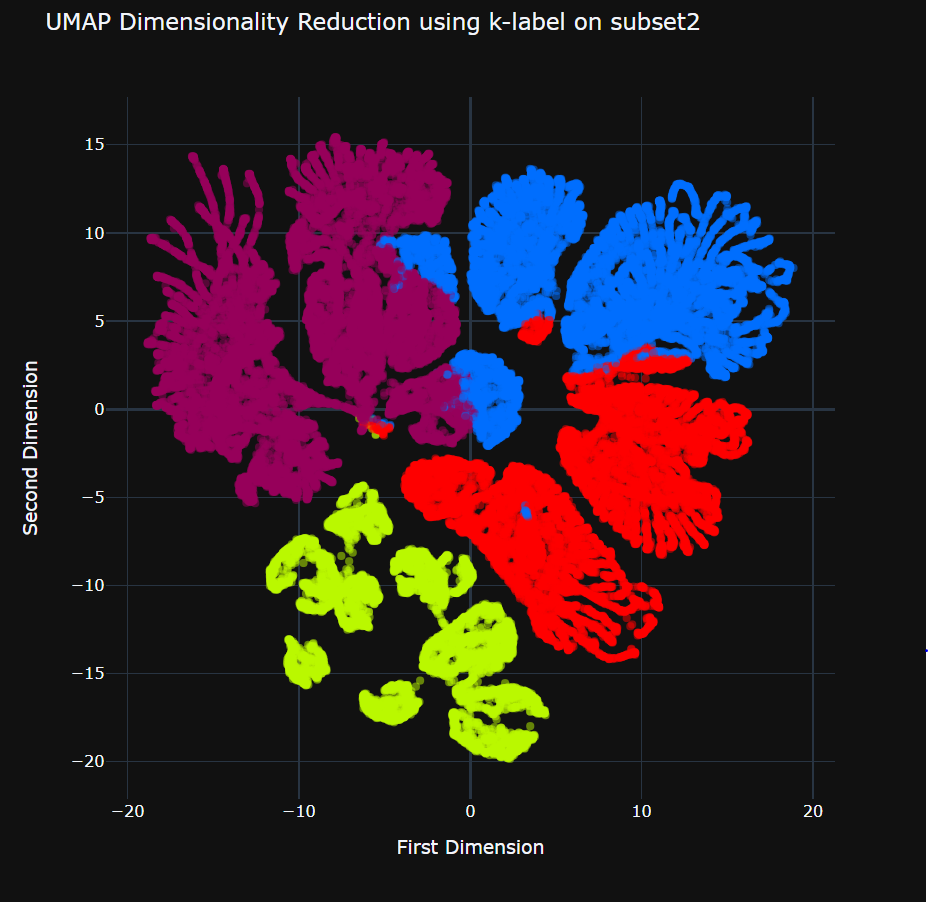 UMAP Dimensionality Reduction using k-label on subset2
15
10
5
0
−5
−10
−15
−20
Second Dimension
−20 −10 0 10 20
First Dimension